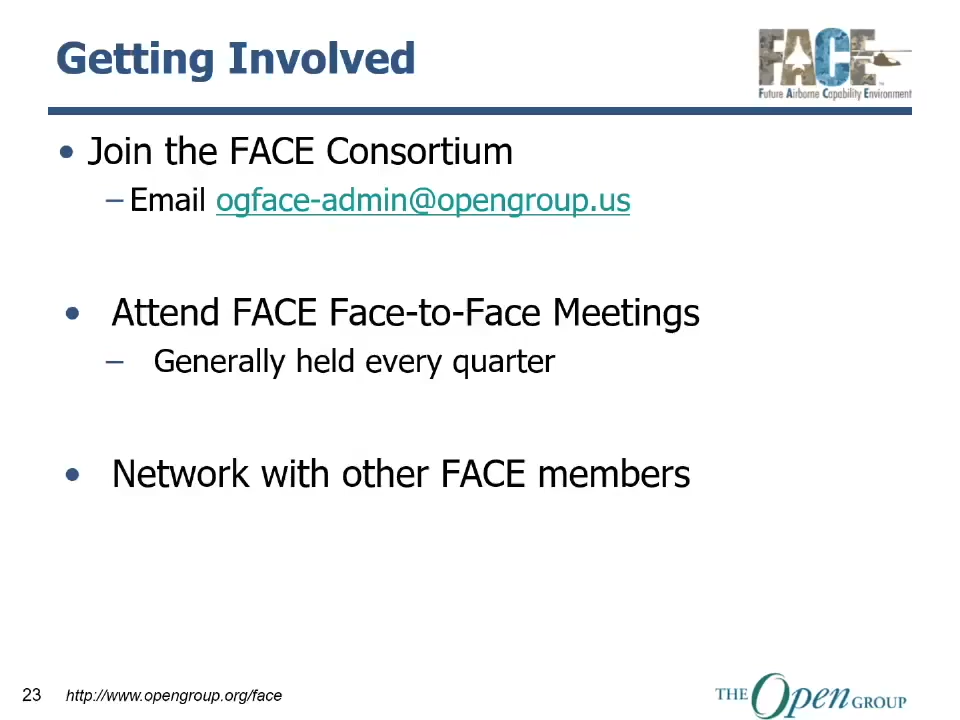 Getting Involved
FACE
Future Airborne Capability Environment
• Join the FACE Consortium
– Email ogface-admin@opengroup.us
• Attend FACE Face-to-Face Meetings
– Generally held every quarter
• Network with other FACE members
23 http://www.opengroup.org/face
THE Open GROUP